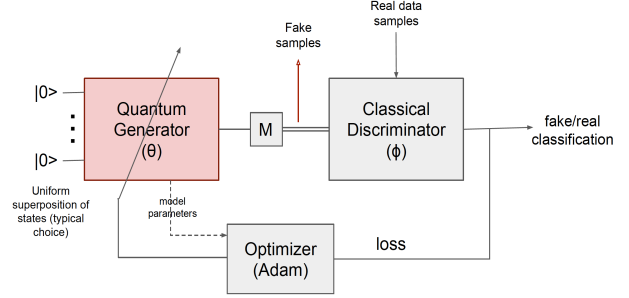 Real data
samples
Fake
samples
|0>
|0>
Quantum
Generator
(θ)
M
Classical
Discriminator
(ϕ)
fake/real
classification
Uniform
superposition of
states (typical
choice)
model
parameters
Optimizer
(Adam)
loss